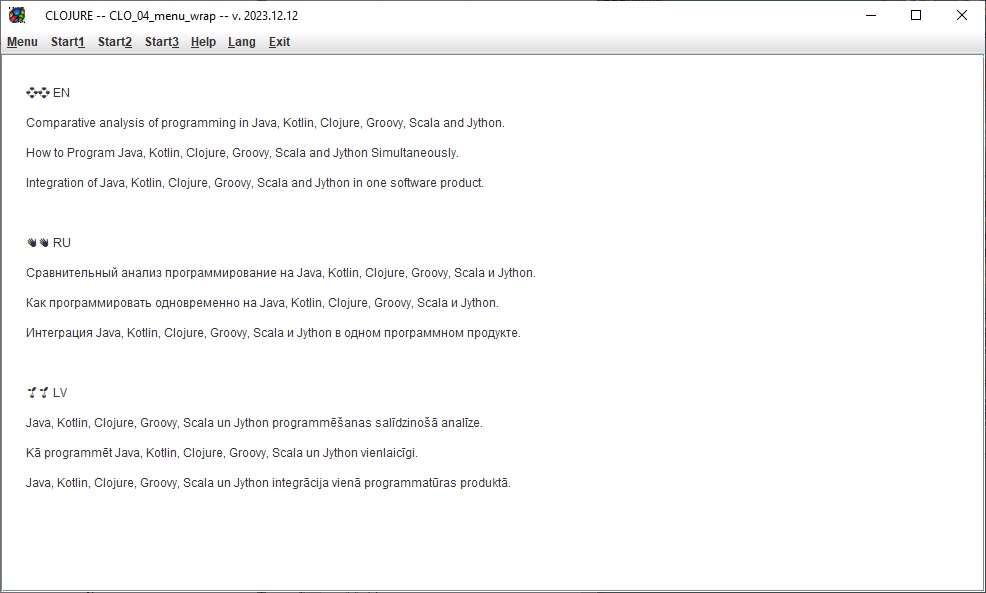 CLOJURE -- CLO_04_menu_wrap -- v. 2023.12.12
Menu Start1 Start2 Start3 Help Lang Exit
EN
Comparative analysis of programming in Java, Kotlin, Clojure, Groovy, Scala and Jython.
How to Program Java, Kotlin, Clojure, Groovy, Scala and Jython Simultaneously.
Integration of Java, Kotlin, Clojure, Groovy, Scala and Jython in one software product.
RU
Сравнительный анализ программирование на Java, Kotlin, Clojure, Groovy, Scala и Jython.
Как программировать одновременно на Java, Kotlin, Clojure, Groovy, Scala и Jython.
Интеграция Java, Kotlin, Clojure, Groovy, Scala и Jython в одном программном продукте.
LV
Java, Kotlin, Clojure, Groovy, Scala un Jython programmēšanas salīdzinošā analīze.
Kā programmēt Java, Kotlin, Clojure, Groovy, Scala un Jython vienlaicīgi.
Java, Kotlin, Clojure, Groovy, Scala un Jython integrācija vienā programmatūras produktā.